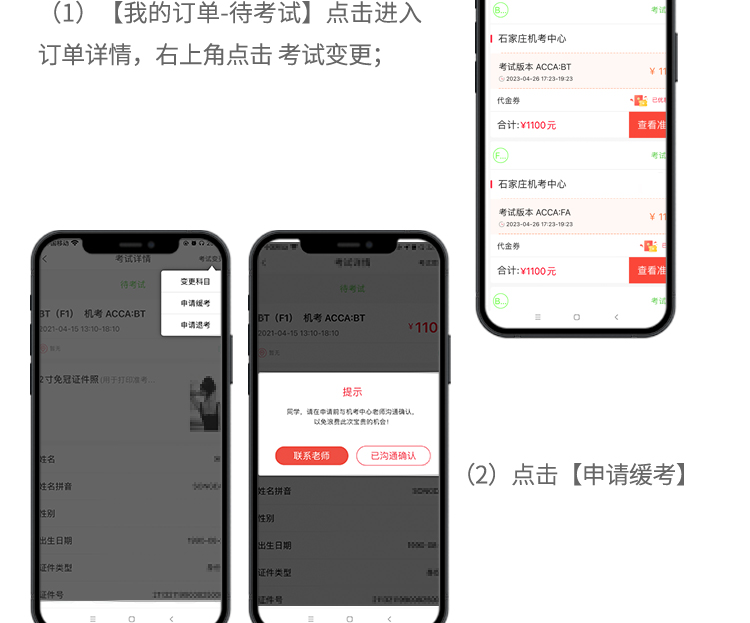 （1）【我的订单-待考试】点击进入
订单详情，右上角点击 考试变更；
考试
石家庄机考中心
考试版本 ACCA:BT
¥ 11
2023-04-26 17:23-19:23
代金券
合计:¥1100元
查看准
F...
考试
石家庄机考中心
考试版本 ACCA:FA
¥ 11
2023-04-26 17:23-19:23
代金券
合计:¥1100元
查看准
B...
考试
考试详情
考试变更
待考试
变更科目
申请缓考
申请退考
BT（F1） 机考 ACCA:BT
2021-04-15 13:10-18:10
暂无
2寸免冠证件照(用于打印准考...
姓名
姓名拼音
性别
出生日期
证件类型
证件号
考试详情
待考试
BT（F1） 机考 ACCA:BT
¥110
2021-04-15 13:10-18:10
暂无
提示
同学，请在申请前与机考中心老师沟通确认，
以免浪费此次宝贵的机会！
联系老师
已沟通确认
姓名拼音
性别
出生日期
证件类型
证件号
（2）点击【申请缓考】